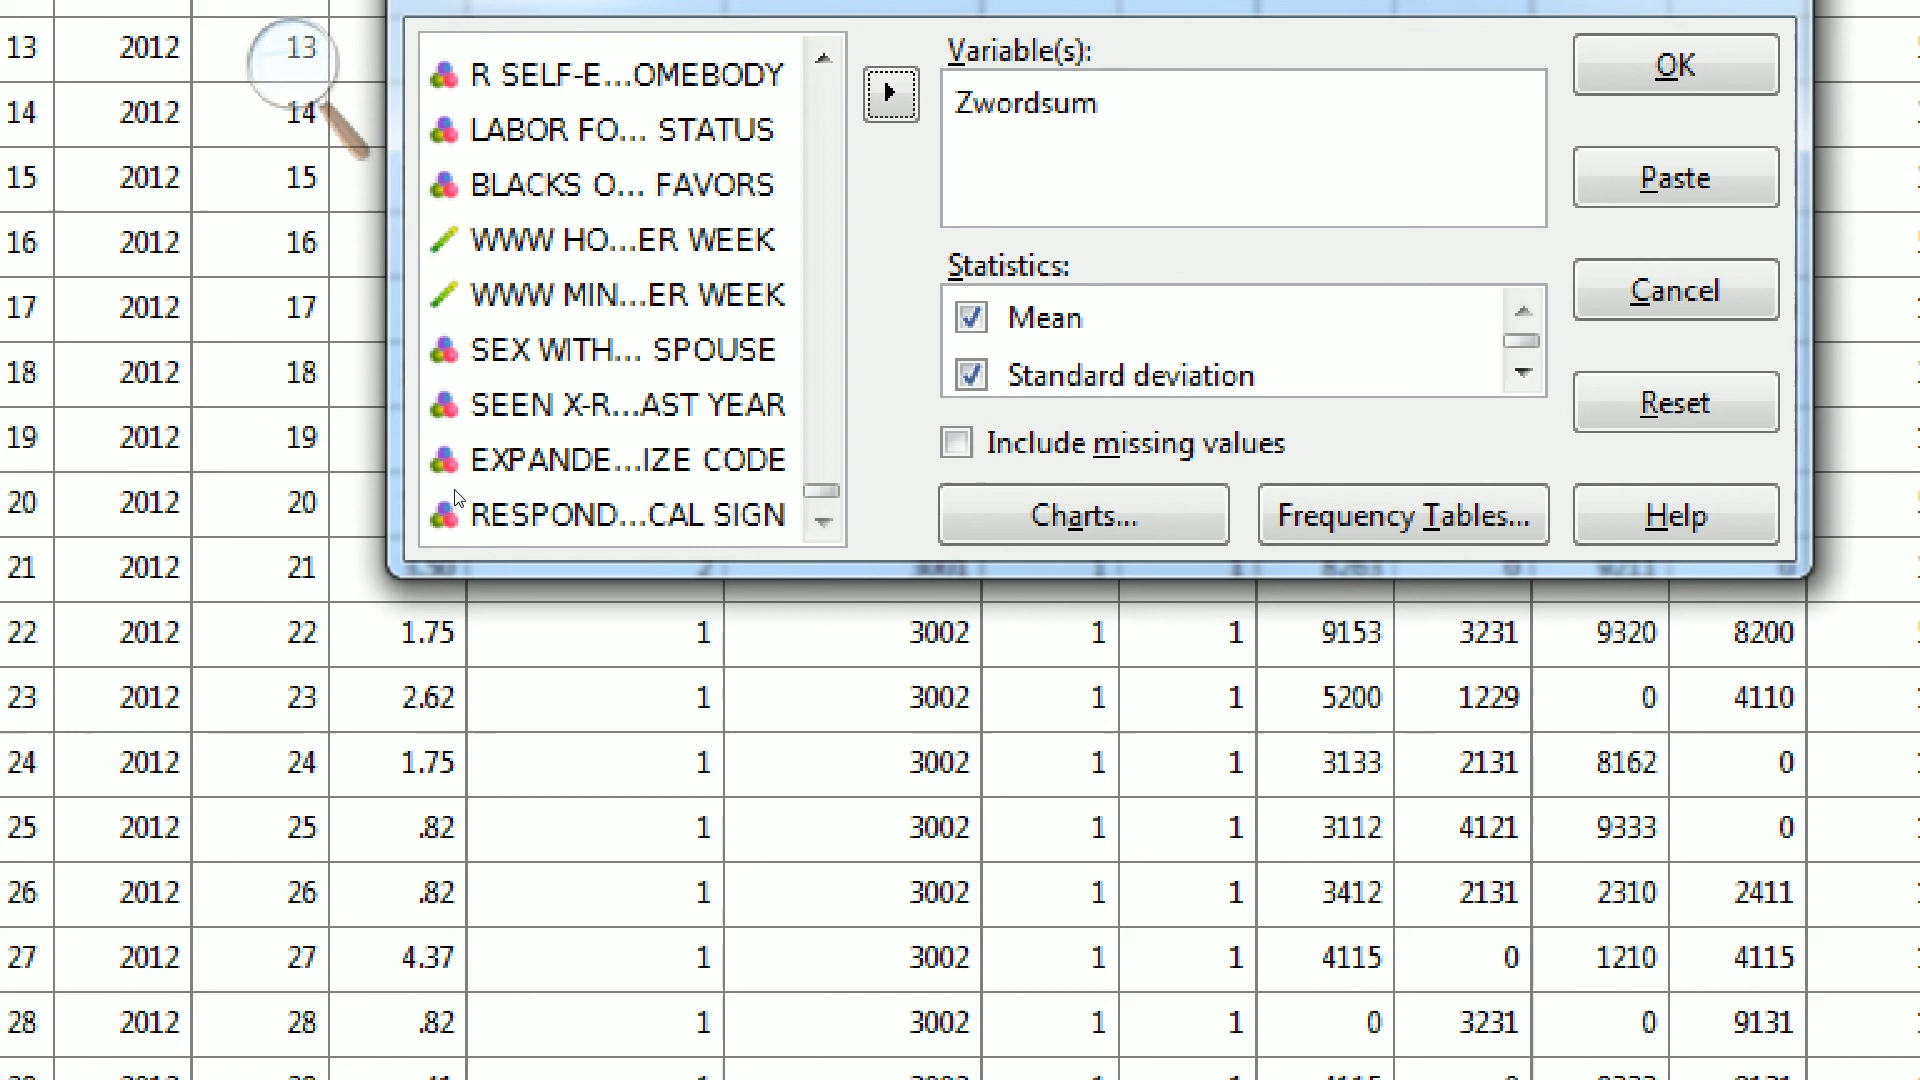 13 2012 13
14 2012 14
15 2012 15
16 2012 16
17 2012 17
18 2012 18
19 2012 19
20 2012 20
21 2012 21
R SELF-E...OMEBODY
LABOR FO... STATUS
BLACKS O... FAVORS
WWW HO...ER WEEK
WWW MIN...ER WEEK
SEX WITH... SPOUSE
SEEN X-R...AST YEAR
EXPANDE...IZE CODE
RESPOND...CAL SIGN
Variable(s):
Zwordsum
Statistics:
Mean
Standard deviation
Include missing values
Charts...
Frequency Tables...
OK
Paste
Cancel
Reset
Help
22 2012 22 1.75 1 3002 1 1 9153 3231 9320 8200
23 2012 23 2.62 1 3002 1 1 5200 1229 0 4110
24 2012 24 1.75 1 3002 1 1 3133 2131 8162 0
25 2012 25 .82 1 3002 1 1 3112 4121 9333 0
26 2012 26 .82 1 3002 1 1 3412 2131 2310 2411
27 2012 27 4.37 1 3002 1 1 4115 0 1210 4115
28 2012 28 .82 1 3002 1 1 0 3231 0 9131